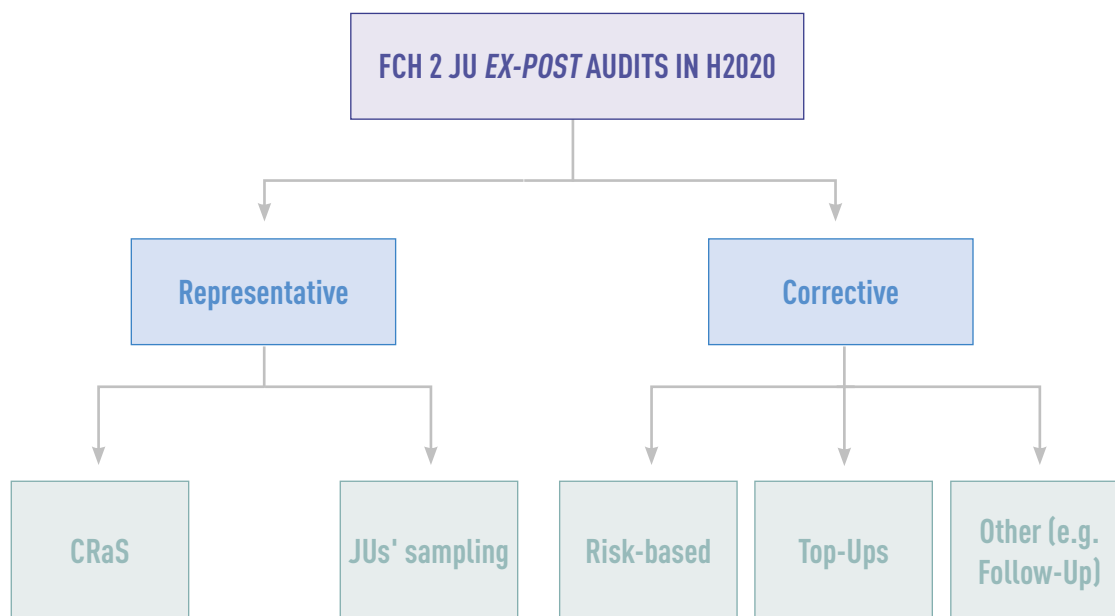 FCH 2 JU EX-POST AUDITS IN H2020
Representative
Corrective
CRaS
JUs' sampling
Risk-based
Top-Ups
Other (e.g.
Follow-Up)